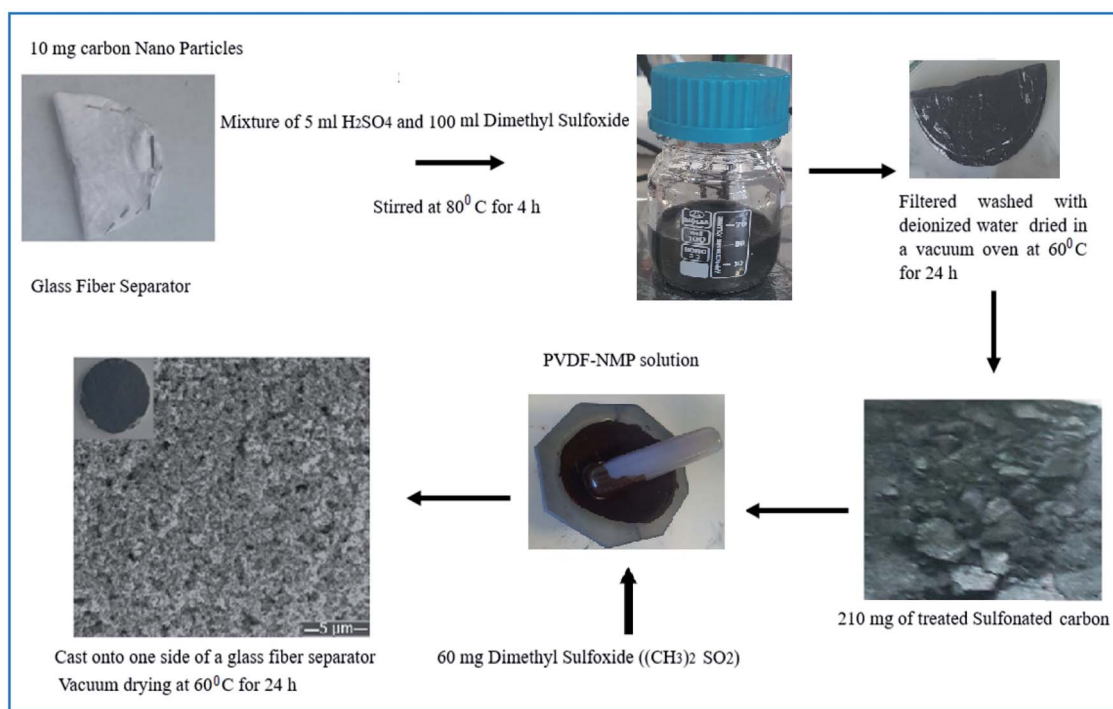 10 mg carbon Nano Particles
Mixture of 5 ml H2SO4 and 100 ml Dimethyl Sulfoxide
Stirred at 80⁰ C for 4 h
Glass Fiber Separator
Filtered washed with
deionized water dried in
a vacuum oven at 60⁰C
for 24 h
PVDF-NMP solution
210 mg of treated Sulfonated carbon
60 mg Dimethyl Sulfoxide ((CH3)2 SO2)
5 µm
Cast onto one side of a glass fiber separator
Vacuum drying at 60⁰C for 24 h